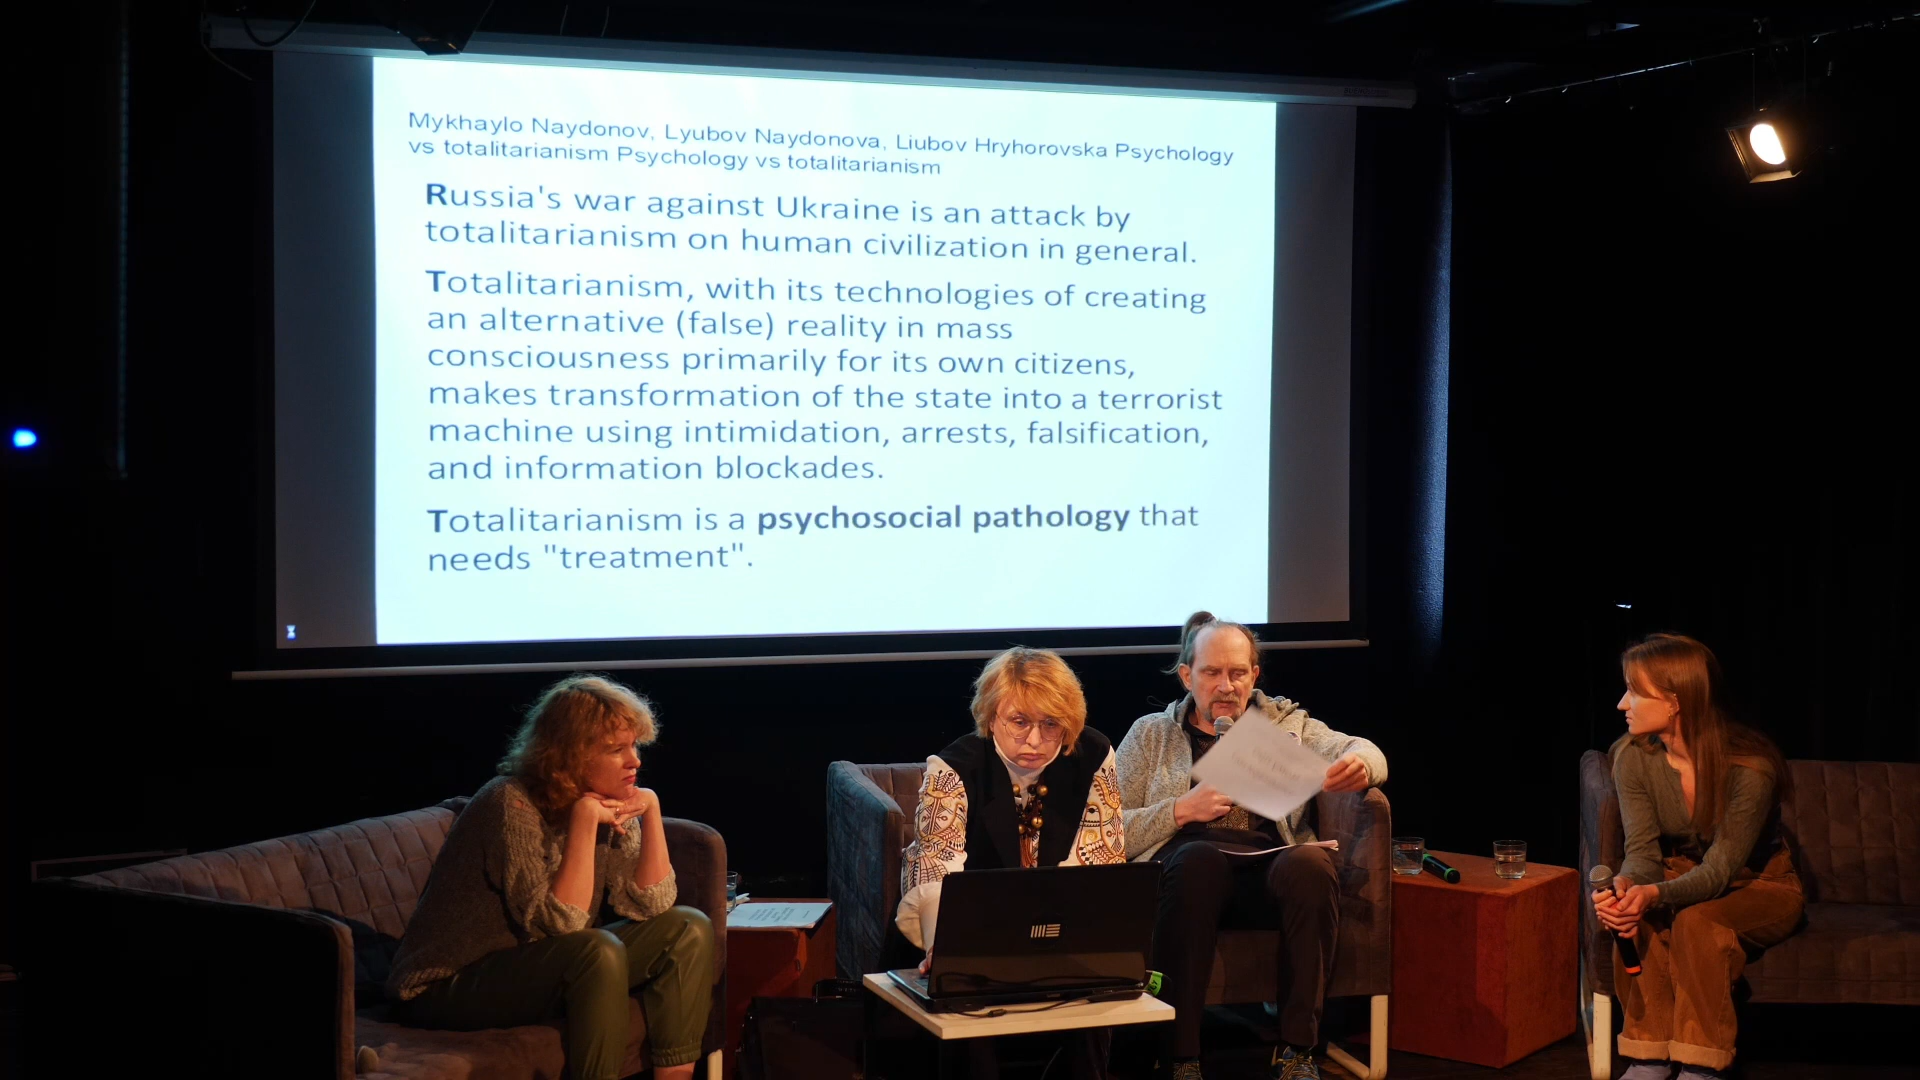 Mykhaylo Naydonov, Lyubov Naydonova, Liubov Hryhorovska Psychology
vs totalitarianism Psychology vs totalitarianism
Russia's war against Ukraine is an attack by
totalitarianism on human civilization in general.
Totalitarianism, with its technologies of creating
an alternative (false) reality in mass
consciousness primarily for its own citizens,
makes transformation of the state into a terrorist
machine using intimidation, arrests, falsification,
and information blockades.
Totalitarianism is a psychosocial pathology that
needs "treatment".